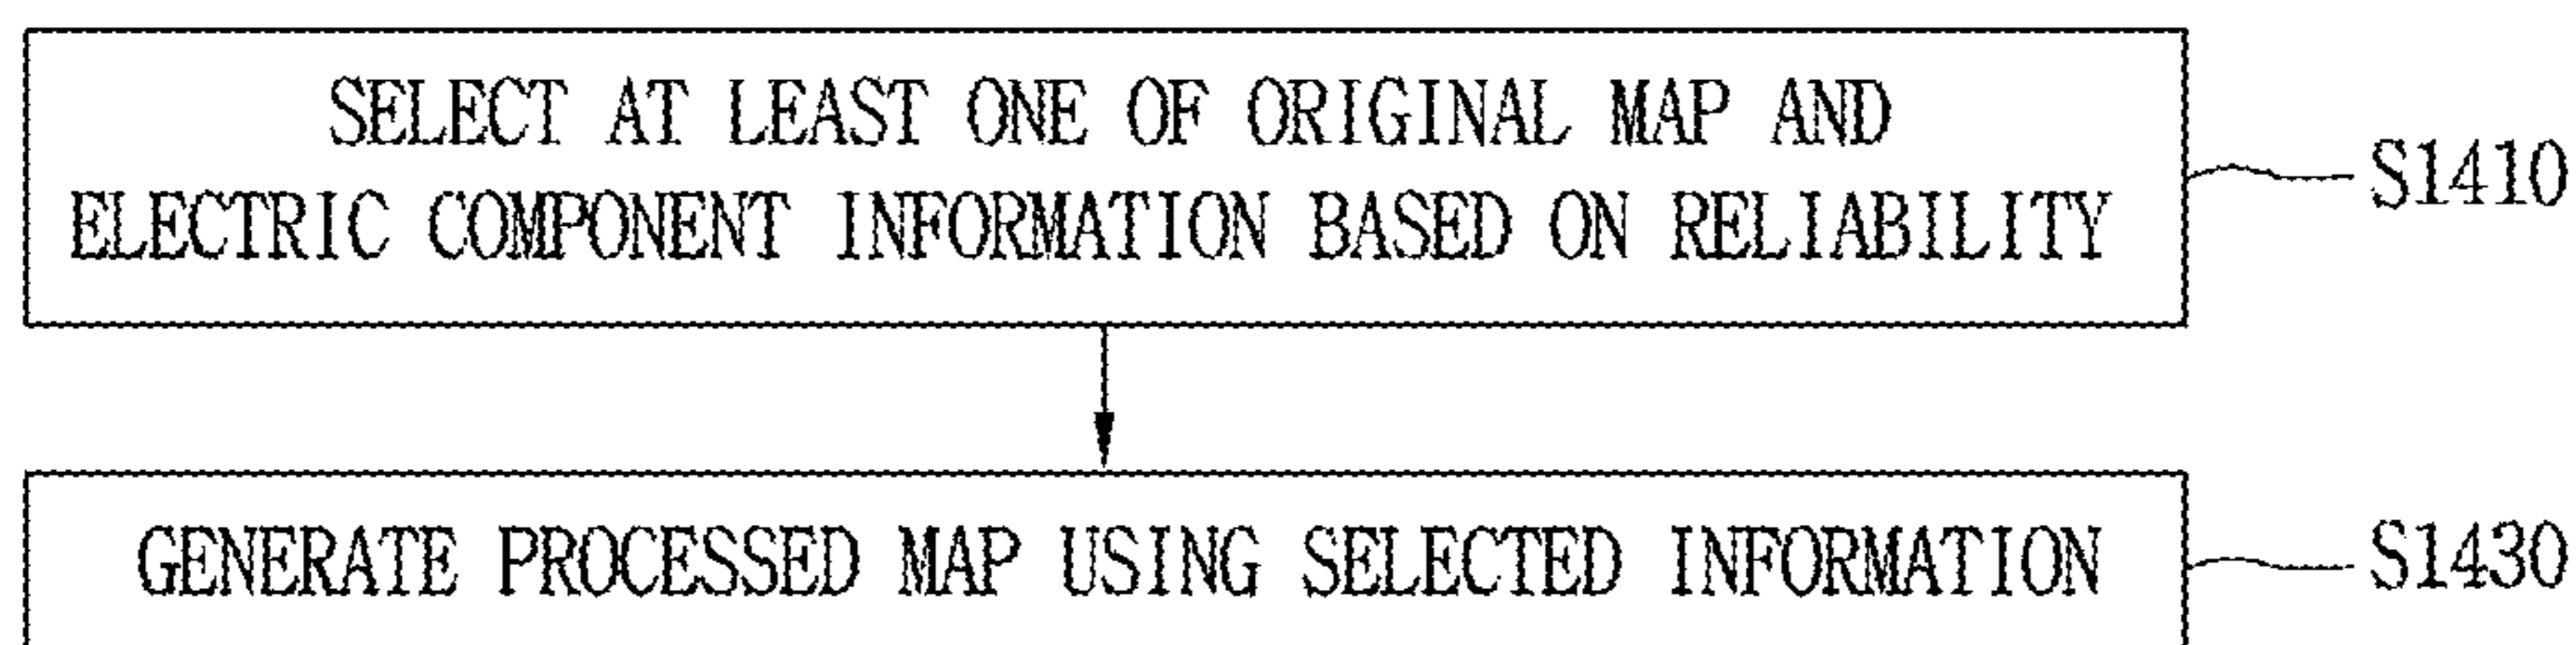 SELECT AT LEAST ONE OF ORIGINAL MAP AND
ELECTRIC COMPONENT INFORMATION BASED ON RELIABILITY
S1410
GENERATE PROCESSED MAP USING SELECTED INFORMATION
S1430